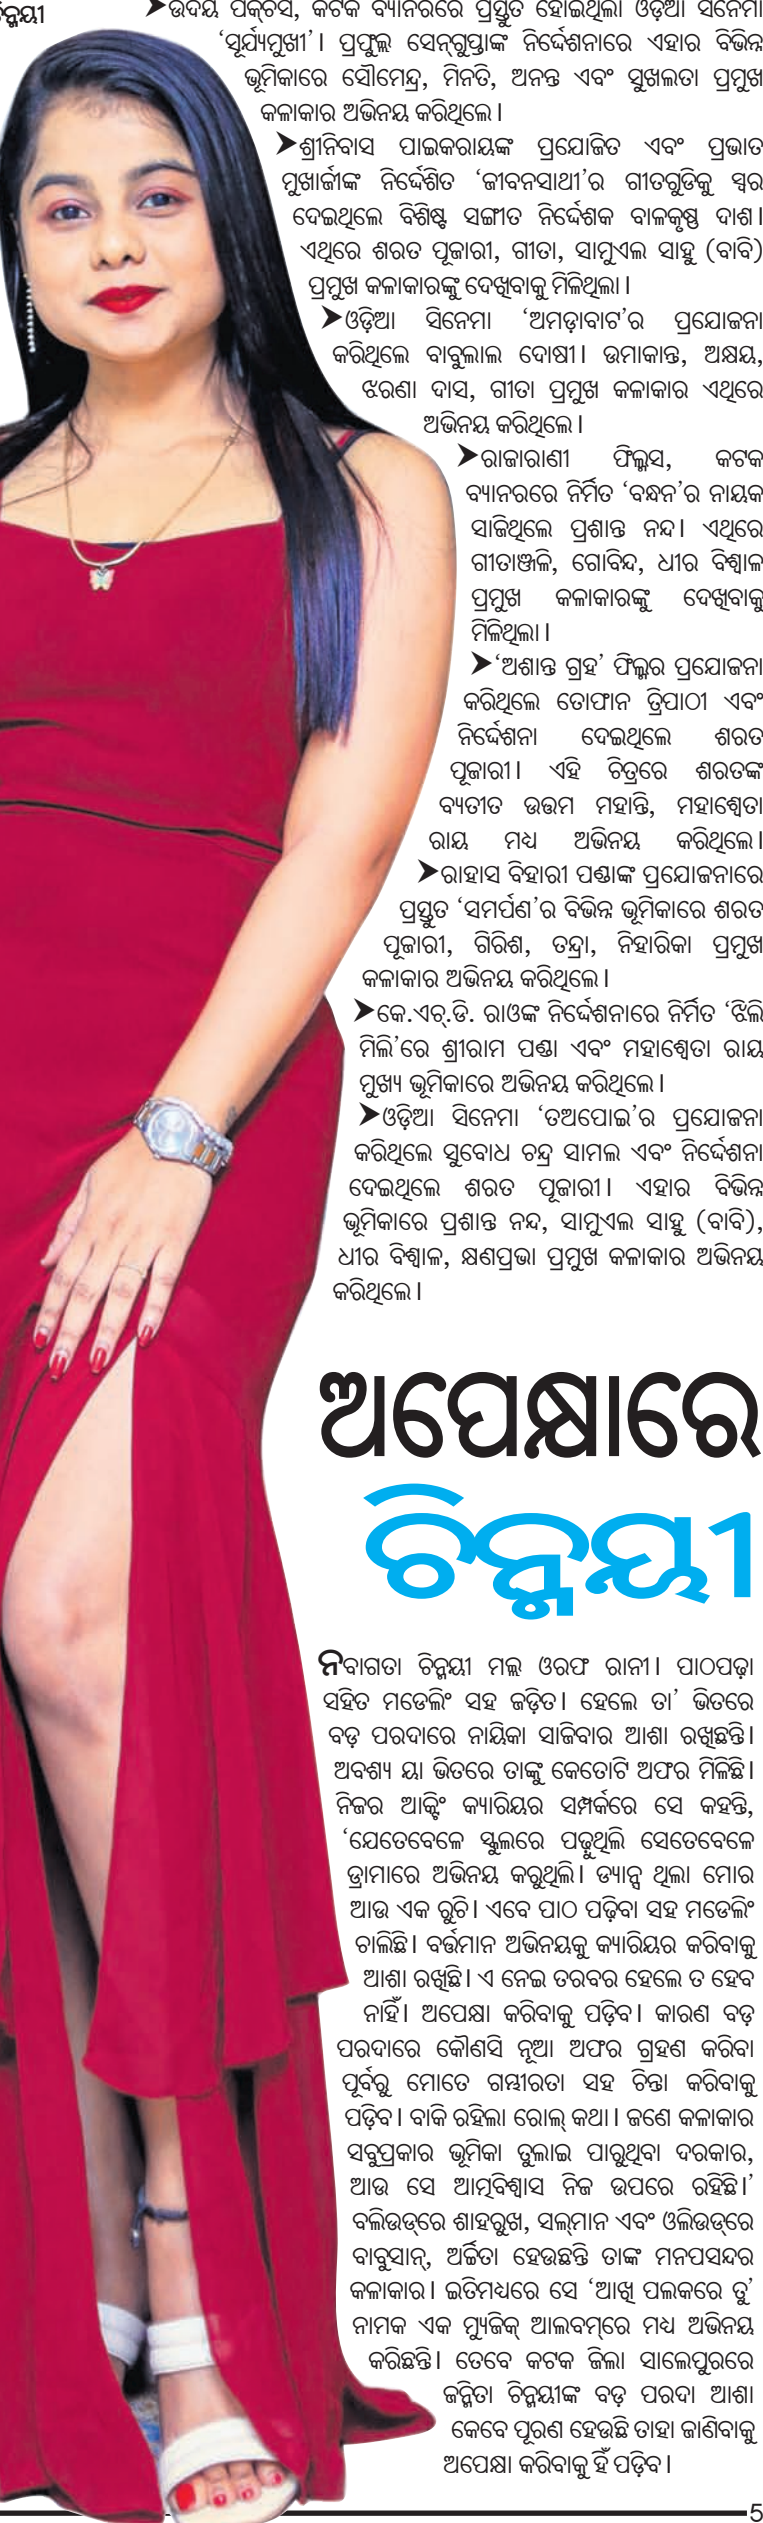 ଚିନ୍ମୟୀ
➤ଉଦୟ ପିକ୍‌ଚର୍ସ, କଟକ ବ୍ୟାନରରେ ପ୍ରସ୍ତୁତ ହୋଇଥିଲା ଓଡ଼ିଆ ସିନେମା
‘ସୂର୍ଯ୍ୟମୁଖୀ’। ପ୍ରଫୁଲ୍ଲ ସେନ୍‌ଗୁପ୍ତାଙ୍କ ନିର୍ଦ୍ଦେଶନାରେ ଏହାର ବିଭିନ୍ନ
ଭୂମିକାରେ ସୌମେନ୍ଦ୍ର, ମିନତି, ଅନନ୍ତ ଏବଂ ସୁଖଲତା ପ୍ରମୁଖ
କଳାକାର ଅଭିନୟ କରିଥିଲେ।
➤ଶ୍ରୀନିବାସ ପାଇକରାୟଙ୍କ ପ୍ରଯୋଜିତ ଏବଂ ପ୍ରଭାତ
ମୁଖାର୍ଜୀଙ୍କ ନିର୍ଦ୍ଦେଶିତ ‘ଜୀବନସାଥୀ’ର ଗୀତଗୁଡିକୁ ସ୍ୱର
ଦେଇଥିଲେ ବିଶିଷ୍ଟ ସଙ୍ଗୀତ ନିର୍ଦ୍ଦେଶକ ବାଳକୃଷ୍ଣ ଦାଶ।
ଏଥିରେ ଶରତ ପୂଜାରୀ, ଗୀତା, ସାମୁଏଲ ସାହୁ (ବାବି)
ପ୍ରମୁଖ କଳାକାରଙ୍କୁ ଦେଖିବାକୁ ମିଳିଥିଲା।
➤ଓଡ଼ିଆ ସିନେମା ‘ଅମଡ଼ାବାଟ’ର ପ୍ରଯୋଜନା
କରିଥିଲେ ବାବୁଲାଲ ଦୋଷୀ। ଉମାକାନ୍ତ, ଅକ୍ଷୟ,
ଝରଣା ଦାସ, ଗୀତା ପ୍ରମୁଖ କଳାକାର ଏଥିରେ
ଅଭିନୟ କରିଥିଲେ।
➤ରାଜାରାଣୀ ଫିଲ୍ମସ, କଟକ
ବ୍ୟାନରରେ ନିର୍ମିତ ‘ବନ୍ଧନ’ର ନାୟକ
ସାଜିଥିଲେ ପ୍ରଶାନ୍ତ ନନ୍ଦ। ଏଥିରେ
ଗୀତାଞ୍ଜଳି, ଗୋବିନ୍ଦ, ଧୀର ବିଶ୍ୱାଳ
ପ୍ରମୁଖ କଳାକାରଙ୍କୁ ଦେଖିବାକୁ
ମିଳିଥିଲା।
➤‘ଅଶାନ୍ତ ଗ୍ରହ’ ଫିଲ୍ମର ପ୍ରଯୋଜନା
କରିଥିଲେ ତୋଫାନ ତ୍ରିପାଠୀ ଏବଂ
ନିର୍ଦ୍ଦେଶନା ଦେଇଥିଲେ ଶରତ
ପୂଜାରୀ। ଏହି ଚିତ୍ରରେ ଶରତଙ୍କ
ବ୍ୟତୀତ ଉତ୍ତମ ମହାନ୍ତି, ମହାଶ୍ୱେତା
ରାୟ ମଧ୍ୟ ଅଭିନୟ କରିଥିଲେ।
➤ରାହାସ ବିହାରୀ ପଣ୍ଡାଙ୍କ ପ୍ରଯୋଜନାରେ
ପ୍ରସ୍ତୁତ ‘ସମର୍ପଣ’ର ବିଭିନ୍ନ ଭୂମିକାରେ ଶରତ
ପୂଜାରୀ, ଗିରିଶ, ତନ୍ଦ୍ରା, ନିହାରିକା ପ୍ରମୁଖ
କଳାକାର ଅଭିନୟ କରିଥିଲେ।
➤କେ.ଏଚ୍‌.ଡି. ରାଓଙ୍କ ନିର୍ଦ୍ଦେଶନାରେ ନିର୍ମିତ ‘ଝିଲି
ମିଲି’ରେ ଶ୍ରୀରାମ ପଣ୍ଡା ଏବଂ ମହାଶ୍ୱେତା ରାୟ
ମୁଖ୍ୟ ଭୂମିକାରେ ଅଭିନୟ କରିଥିଲେ।
➤ଓଡ଼ିଆ ସିନେମା ‘ତଅପୋଇ’ର ପ୍ରଯୋଜନା
କରିଥିଲେ ସୁବୋଧ ଚନ୍ଦ୍ର ସାମଲ ଏବଂ ନିର୍ଦ୍ଦେଶନା
ଦେଇଥିଲେ ଶରତ ପୂଜାରୀ। ଏହାର ବିଭିନ୍ନ
ଭୂମିକାରେ ପ୍ରଶାନ୍ତ ନନ୍ଦ, ସାମୁଏଲ ସାହୁ (ବାବି),
ଧୀର ବିଶ୍ୱାଳ, କ୍ଷଣପ୍ରଭା ପ୍ରମୁଖ କଳାକାର ଅଭିନୟ
କରିଥିଲେ।
ଅପେକ୍ଷାରେ
ଚିନ୍ମୟୀ
ନବାଗତା ଚିନ୍ମୟୀ ମଲ୍ଲ ଓରଫ ରାନୀ। ପାଠପଢ଼ା
ସହିତ ମଡେଲିଂ ସହ ଜଡ଼ିତ। ହେଲେ ତା’ ଭିତରେ
ବଡ଼ ପରଦାରେ ନାୟିକା ସାଜିବାର ଆଶା ରଖିଛନ୍ତି।
ଅବଶ୍ୟ ୟା ଭିତରେ ତାଙ୍କୁ କେତୋଟି ଅଫର ମିଳିଛି।
ନିଜର ଆକ୍ଟିଂ କ୍ୟାରିୟର ସମ୍ପର୍କରେ ସେ କହନ୍ତି,
‘ଯେତେବେଳେ ସ୍କୁଲରେ ପଢ଼ୁଥିଲି ସେତେବେଳେ
ଡ୍ରାମାରେ ଅଭିନୟ କରୁଥିଲି। ଡ୍ୟାନ୍ସ ଥିଲା ମୋର
ଆଉ ଏକ ରୁଚି। ଏବେ ପାଠ ପଢ଼ିବା ସହ ମଡେଲିଂ
ଚାଲିଛି। ବର୍ତ୍ତମାନ ଅଭିନୟକୁ କ୍ୟାରିୟର କରିବାକୁ
ଆଶା ରଖିଛି। ଏ ନେଇ ତରବର ହେଲେ ତ ହେବ
ନାହିଁ। ଅପେକ୍ଷା କରିବାକୁ ପଡ଼ିବ। କାରଣ ବଡ଼
ପରଦାରେ କୌଣସି ନୂଆ ଅଫର ଗ୍ରହଣ କରିବା
ପୂର୍ବରୁ ମୋତେ ଗମ୍ଭୀରତା ସହ ଚିନ୍ତା କରିବାକୁ
ପଡ଼ିବ। ବାକି ରହିଲା ରୋଲ୍ କଥା। ଜଣେ କଳାକାର
ସବୁପ୍ରକାର ଭୂମିକା ତୁଲାଇ ପାରୁଥିବା ଦରକାର,
ଆଉ ସେ ଆତ୍ମବିଶ୍ୱାସ ନିଜ ଉପରେ ରହିଛି।’
ବଲିଉଡ୍‌ରେ ଶାହରୁଖ, ସଲ୍‌ମାନ ଏବଂ ଓଲିଉଡ୍‌ରେ
ବାବୁସାନ୍, ଅର୍ଚ୍ଚିତା ହେଉଛନ୍ତି ତାଙ୍କ ମନପସନ୍ଦର
କଳାକାର। ଇତିମଧ୍ୟରେ ସେ ‘ଆଖି ପଲକରେ ତୁ’
ନାମକ ଏକ ମ୍ୟୁଜିକ୍ ଆଲବମ୍‌ରେ ମଧ୍ୟ ଅଭିନୟ
କରିଛନ୍ତି। ତେବେ କଟକ ଜିଲା ସାଲେପୁରରେ
ଜନ୍ମିତା ଚିନ୍ମୟୀଙ୍କ ବଡ଼ ପରଦା ଆଶା
କେବେ ପୂରଣ ହେଉଛି ତାହା ଜାଣିବାକୁ
ଅପେକ୍ଷା କରିବାକୁ ହିଁ ପଡ଼ିବ।
5